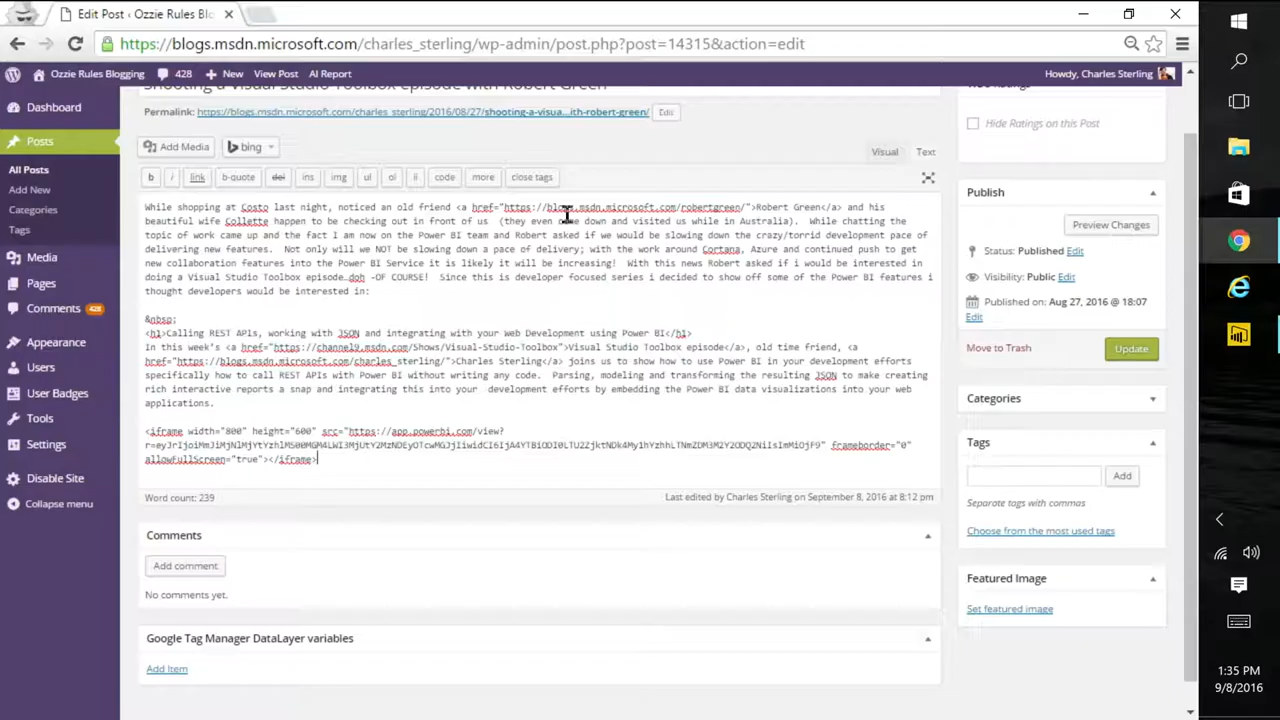 Edit Post ‹ Ozzie Rules Blo
https://blogs.msdn.microsoft.com/charles_sterling/wp-admin/post.php?post=14315&action=edit
Ozzie Rules Blogging 428 New View Post AI Report Howdy, Charles Sterling
Dashboard
Posts
All Posts
Add New
Categories
Tags
Media
Pages
Comments 428
Appearance
Users
User Badges
Tools
Settings
Disable Site
Collapse menu
Shooting a Visual Studio Toolbox episode with Robert Green
Permalink: https://blogs.msdn.microsoft.com/charles_sterling/2016/08/27/shooting-a-visua…ith-robert-green/ Edit
Add Media bing
Visual Text
b i link b-quote del ins img ul ol li code more close tags
While shopping at Costo last night, noticed an old friend <a href="https://blogs.msdn.microsoft.com/robertgreen/">Robert Green</a> and his
beautiful wife Collette happen to be checking out in front of us (they even came down and visited us while in Australia). While chatting the
topic of work came up and the fact I am now on the Power BI team and Robert asked if we would be slowing down the crazy/torrid development pace of
delivering new features. Not only will we NOT be slowing down a pace of delivery; with the work around Cortana, Azure and continued push to get
new collaboration features into the Power BI Service it is likely it will be increasing! With this news Robert asked if i would be interested in
doing a Visual Studio Toolbox episode…doh -OF COURSE! Since this is developer focused series i decided to show off some of the Power BI features i
thought developers would be interested in:
&nbsp;
<h1>Calling REST APIs, working with JSON and integrating with your Web Development using Power BI</h1>
In this week's <a href="https://channel9.msdn.com/Shows/Visual-Studio-Toolbox">Visual Studio Toolbox episode</a>, old time friend, <a
href="https://blogs.msdn.microsoft.com/charles_sterling/">Charles Sterling</a> joins us to show how to use Power BI in your development efforts
specifically how to call REST APIs with Power BI without writing any code. Parsing, modeling and transforming the resulting JSON to make creating
rich interactive reports a snap and integrating this into your development efforts by embedding the Power BI data visualizations into your web
applications.
<iframe width="800" height="600" src="https://app.powerbi.com/view?
frameborder="0"
allowFullScreen="true"></iframe>
Word count: 239 Last edited by Charles Sterling on September 8, 2016 at 8:12 pm
Comments
Add comment
No comments yet.
Google Tag Manager DataLayer variables
Add Item
Hide Ratings on this Post
Publish
Preview Changes
Status: Published Edit
Visibility: Public Edit
Published on: Aug 27, 2016 @ 18:07
Edit
Move to Trash Update
Categories
Tags
Add
Separate tags with commas
Choose from the most used tags
Featured Image
Set featured image
1:35 PM
9/8/2016